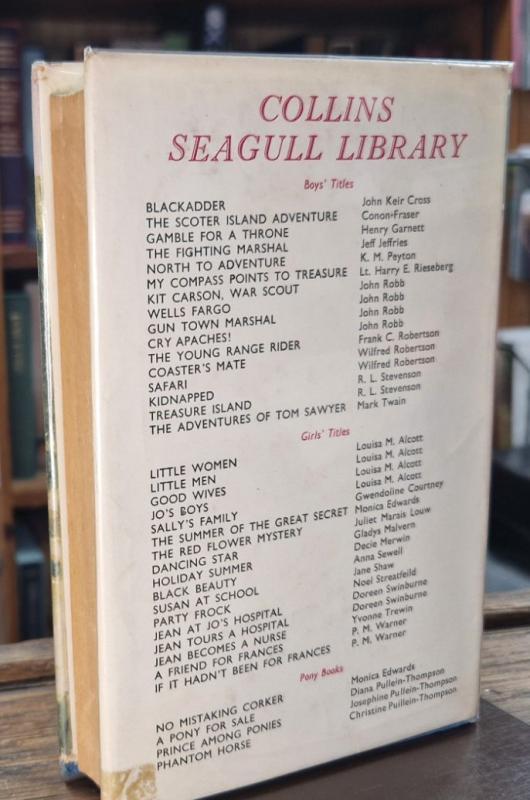 COLLINS
SEAGULL LIBRARY
Boys' Titles
BLACKADDER John Keir Cross
THE SCOTER ISLAND ADVENTURE Conon-Fraser
GAMBLE FOR A THRONE Henry Garnett
THE FIGHTING MARSHAL Jeff Jeffries
NORTH TO ADVENTURE K. M. Peyton
MY COMPASS POINTS TO TREASURE Lt. Harry E. Rieseberg
KIT CARSON, WAR SCOUT John Robb
WELLS FARGO John Robb
GUN TOWN MARSHAL John Robb
CRY APACHES! John Robb
THE YOUNG RANGE RIDER Frank C. Robertson
COASTER'S MATE Wilfred Robertson
SAFARI Wilfred Robertson
KIDNAPPED R. L. Stevenson
TREASURE ISLAND R. L. Stevenson
THE ADVENTURES OF TOM SAWYER Mark Twain
Girls' Titles
LITTLE WOMEN Louisa M. Alcott
LITTLE MEN Louisa M. Alcott
GOOD WIVES Louisa M. Alcott
JO'S BOYS Louisa M. Alcott
SALLY'S FAMILY Gwendoline Courtney
THE SUMMER OF THE GREAT SECRET Monica Edwards
THE RED FLOWER MYSTERY Juliet Marais Louw
DANCING STAR Gladys Malvern
HOLIDAY SUMMER Decie Merwin
BLACK BEAUTY Anna Sewell
SUSAN AT SCHOOL Jane Shaw
PARTY FROCK Noel Streatfeild
JEAN AT JO'S HOSPITAL Doreen Swinburne
JEAN TOURS A HOSPITAL Doreen Swinburne
JEAN BECOMES A NURSE Yvonne Trewin
A FRIEND FOR FRANCES P. M. Warner
IF IT HADN'T BEEN FOR FRANCES P. M. Warner
Pony Books
NO MISTAKING CORKER Monica Edwards
A PONY FOR SALE Diana Pullein-Thompson
PRINCE AMONG PONIES Josephine Pullein-Thompson
PHANTOM HORSE Christine Puillein-Thompson